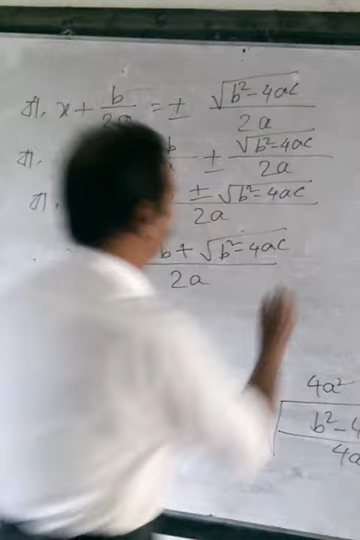 বা, x + b/2a = ± √(b²-4ac)/2a
বা, b/ ± √(b²-4ac)/2a
বা, ± √(b²-4ac)/2a
b + √(b²-4ac)/2a
4a²
b²-4
4a